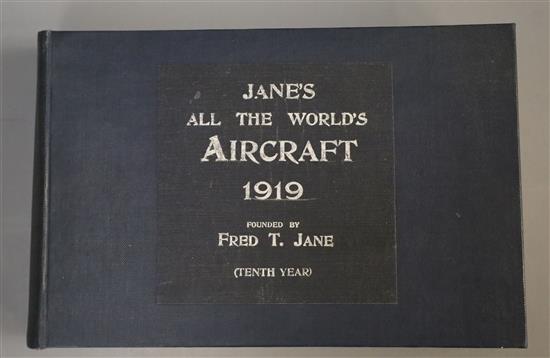 JANE'S
ALL THE WORLD'S
AIRCRAFT
1919
FOUNDED BY
FRED T. JANE
(TENTH YEAR)